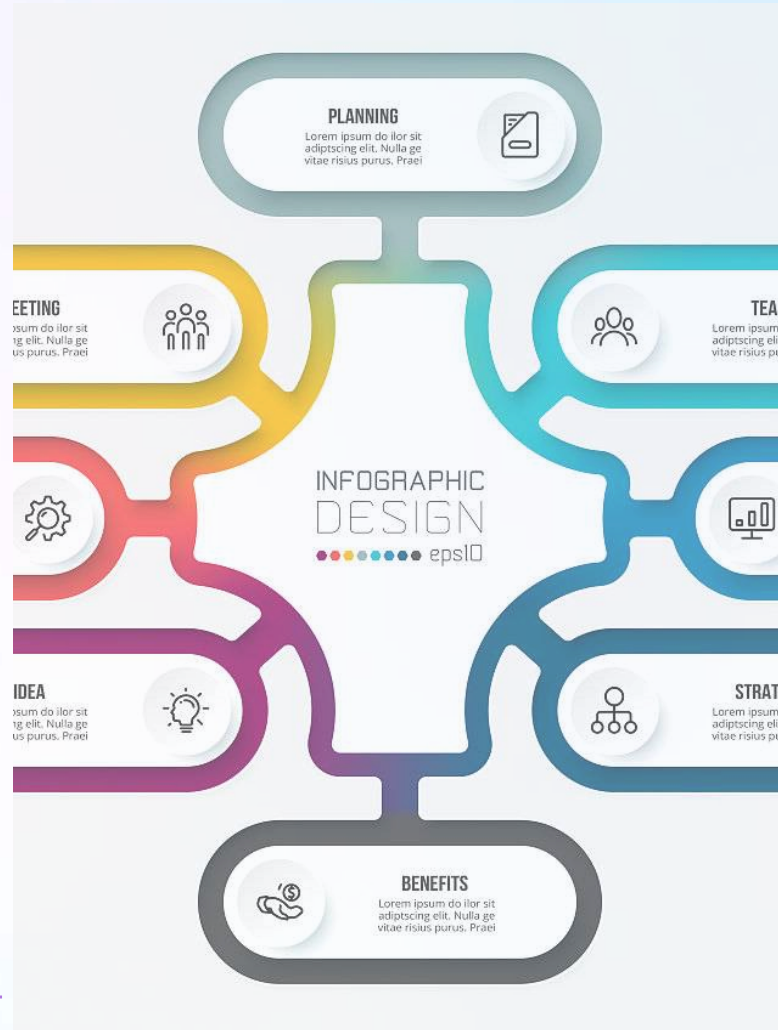 PLANNING
Lorem ipsum do ilor sit
adiptscing elit. Nulla ge
vitae risius purus. Praei
EETING
osum do ilor sit
ng elit. Nulla ge
us purus. Praei
TEA
Lorem ipsum
adiptscing eli
vitae risius pu
INFOGRAPHIC
DESIGN
eps10
IDEA
osum do ilor sit
ng elit. Nulla ge
us purus. Praei
STRAT
Lorem ipsum
adiptscing eli
vitae risius pu
BENEFITS
Lorem ipsum do ilor sit
adiptscing elit. Nulla ge
vitae risius purus. Praei